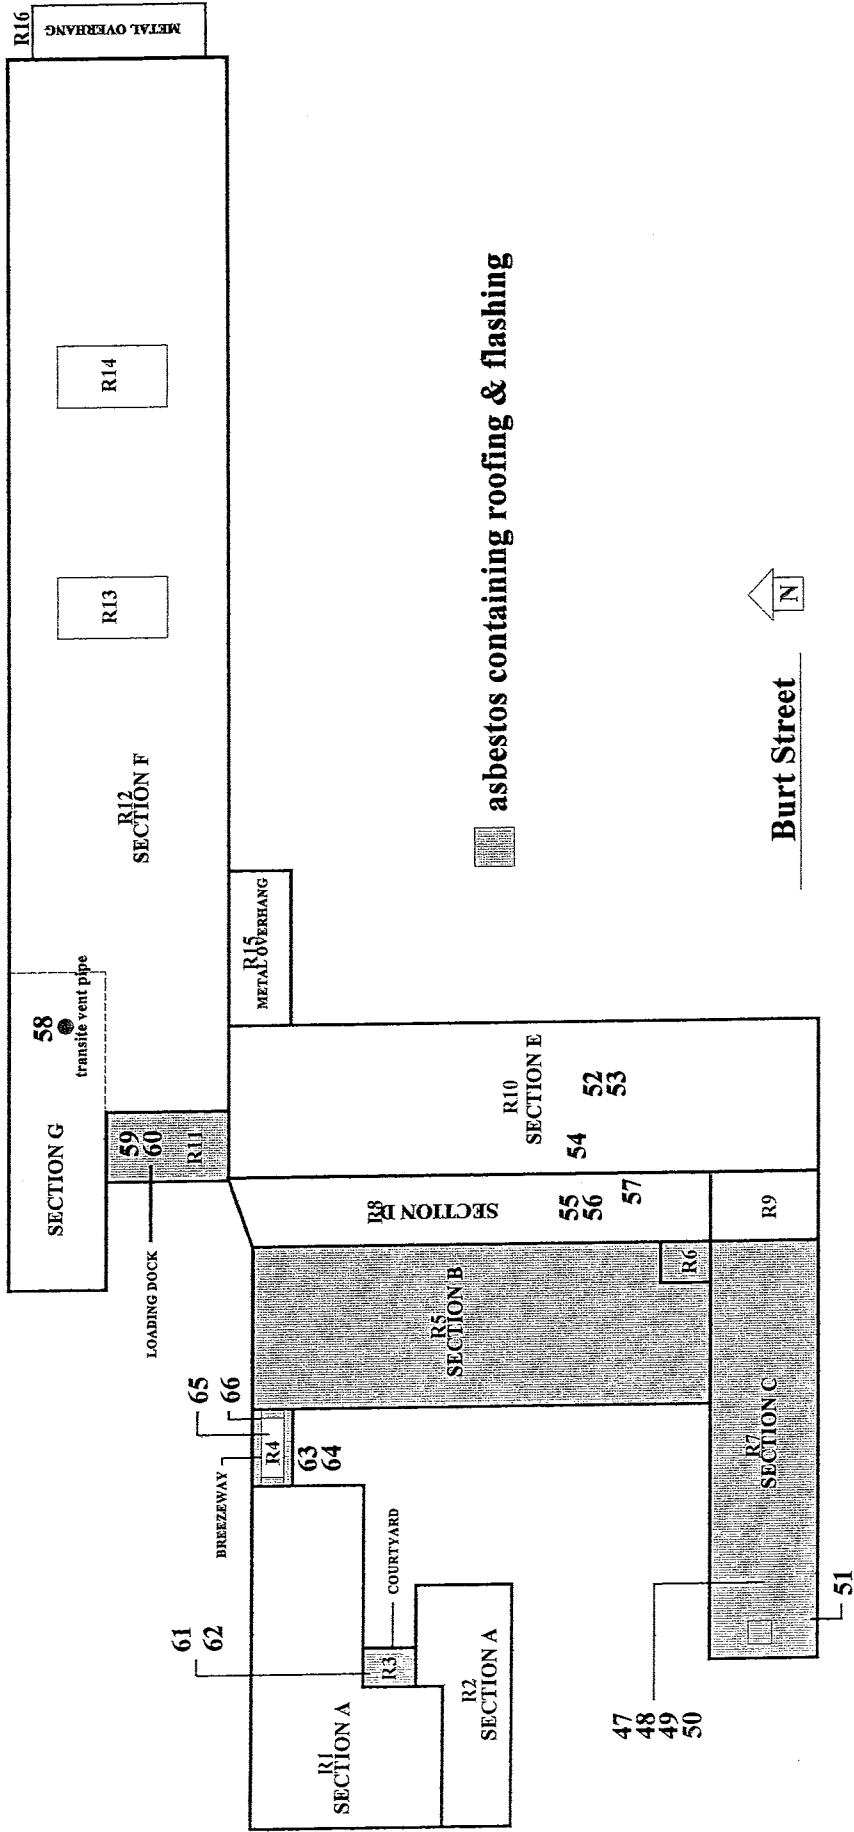 R16
METAL OVERHANG
R14
R13
R12
SECTION F
58
transite vent pipe
SECTION G
59
60
R11
LOADING DOCK
R15
METAL OVERHANG
R10
SECTION E
52
53
54
R8
SECTION D
55
56
57
R9
R5
SECTION B
R6
65
66
BREEZEWAY
R4
63
64
61
62
COURTYARD
R3
R1
SECTION A
R2
SECTION A
R7
SECTION C
47
48
49
50
51
asbestos containing roofing & flashing
Burt Street
N